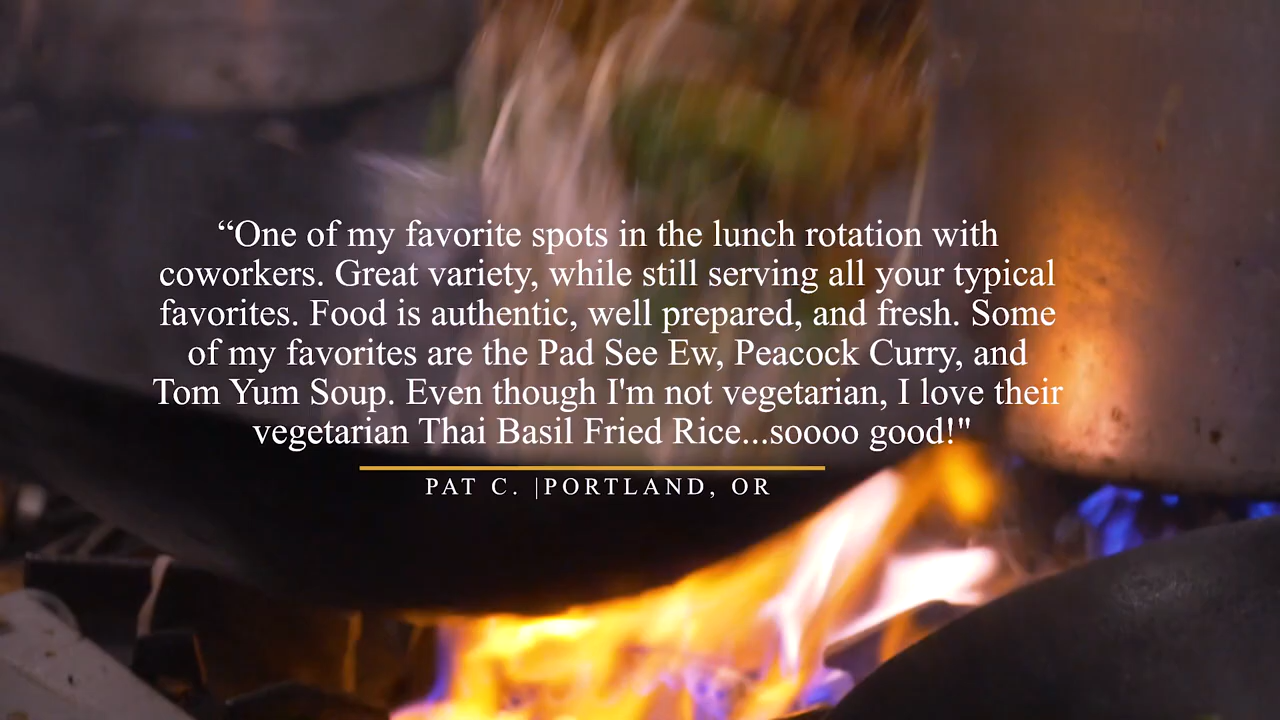 “One of my favorite spots in the lunch rotation with
coworkers. Great variety, while still serving all your typical
favorites. Food is authentic, well prepared, and fresh. Some
of my favorites are the Pad See Ew, Peacock Curry, and
Tom Yum Soup. Even though I'm not vegetarian, I love their
vegetarian Thai Basil Fried Rice...soooo good!"
PAT C. |PORTLAND, OR